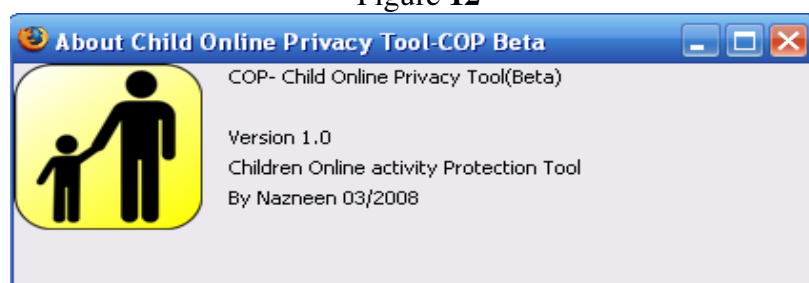 Figure 12
About Child Online Privacy Tool-COP Beta
COP- Child Online Privacy Tool(Beta)
Version 1.0
Children Online activity Protection Tool
By Nazneen 03/2008